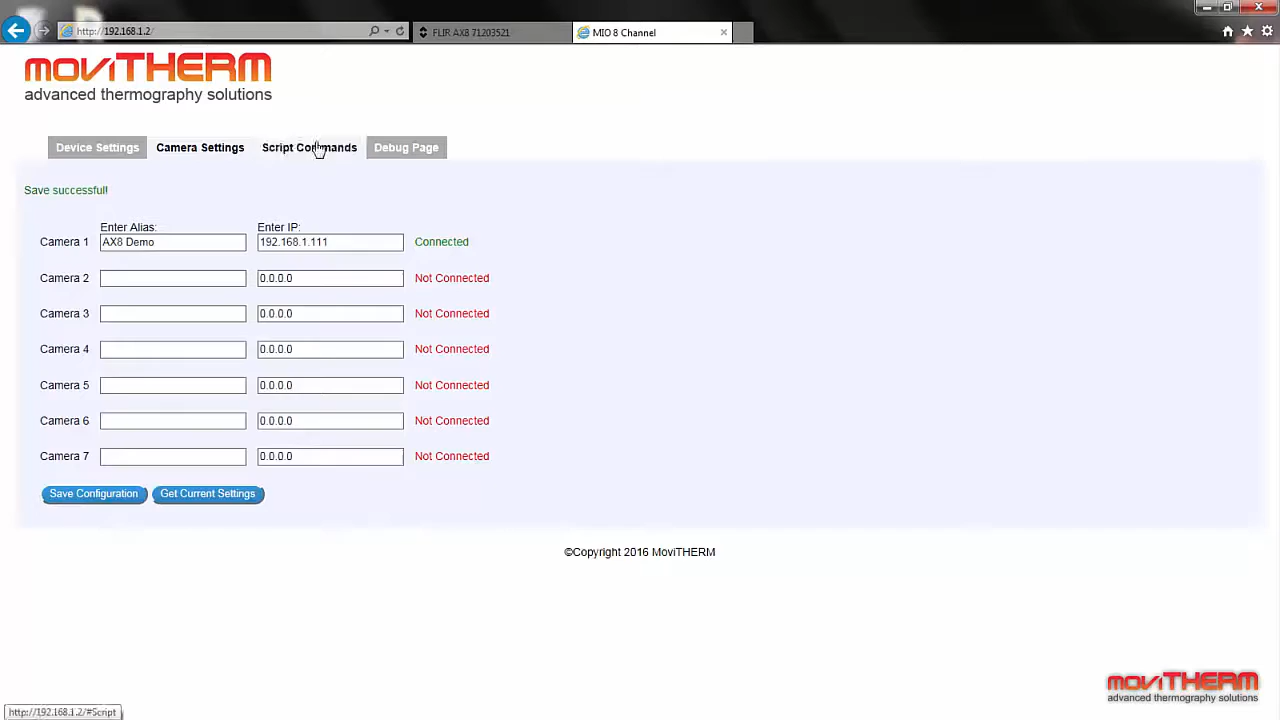 http://192.168.1.2/
FLIR AX8 71203521
MIO 8 Channel
moviTHERM
advanced thermography solutions
Device Settings
Camera Settings
Script Commands
Debug Page
Save successful!
Enter Alias:
Enter IP:
Camera 1
AX8 Demo
192.168.1.111
Connected
Camera 2
0.0.0.0
Not Connected
Camera 3
0.0.0.0
Not Connected
Camera 4
0.0.0.0
Not Connected
Camera 5
0.0.0.0
Not Connected
Camera 6
0.0.0.0
Not Connected
Camera 7
0.0.0.0
Not Connected
Save Configuration
Get Current Settings
©Copyright 2016 MoviTHERM
moviTHERM
advanced thermography solutions
http://192.168.1.2/#Script